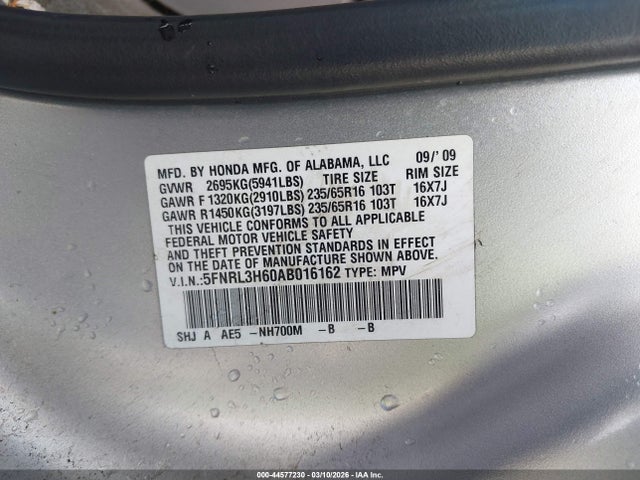 MFD. BY HONDA MFG. OF ALABAMA, LLC 09/'09
GVWR 2695KG(5941LBS) TIRE SIZE RIM SIZE
GAWR F 1320KG(2910LBS) 235/65R16 103T 16X7J
GAWR R1450KG(3197LBS) 235/65R16 103T 16X7J
THIS VEHICLE CONFORMS TO ALL APPLICABLE
FEDERAL MOTOR VEHICLE SAFETY
AND THEFT PREVENTION STANDARDS IN EFFECT
ON THE DATE OF MANUFACTURE SHOWN ABOVE.
V.I.N.:5FNRL3H60AB016162 TYPE: MPV
SHJ A AE5 -NH700M -B -B
000-44577230 - 03/10/2026 - IAA Inc.